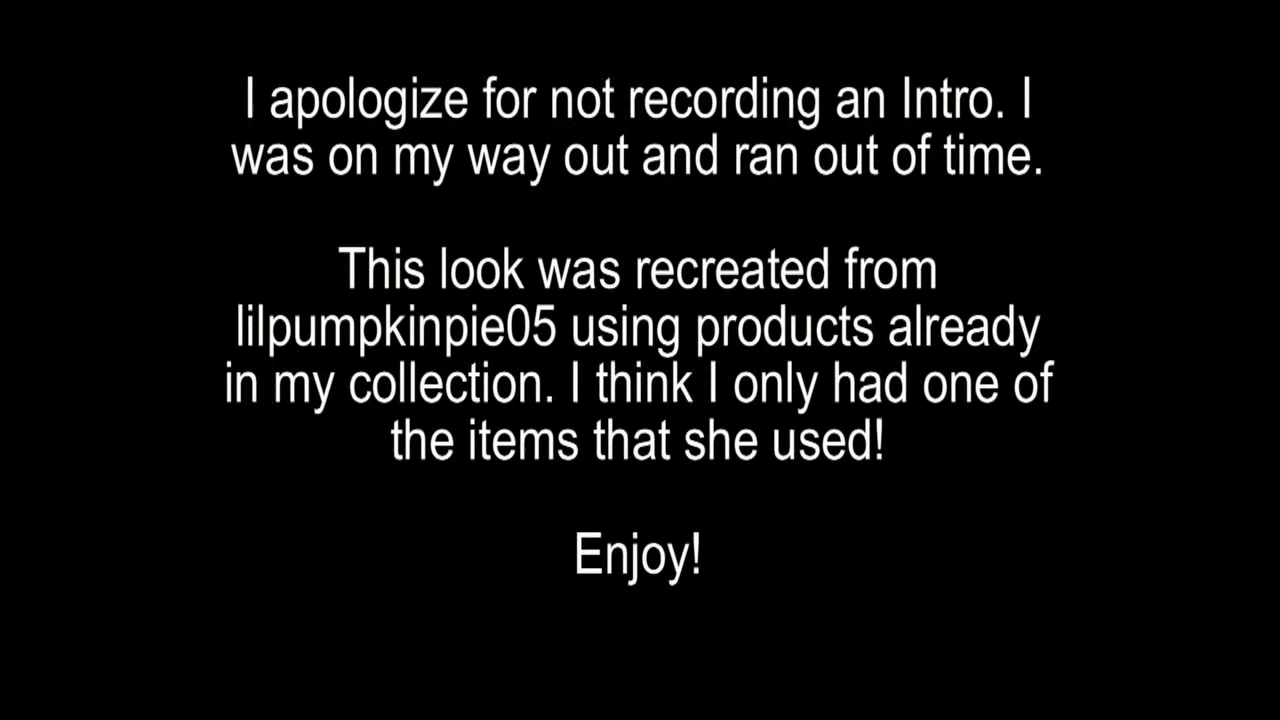 I apologize for not recording an Intro. I
was on my way out and ran out of time.
This look was recreated from
lilpumpkinpie05 using products already
in my collection. I think I only had one of
the items that she used!
Enjoy!